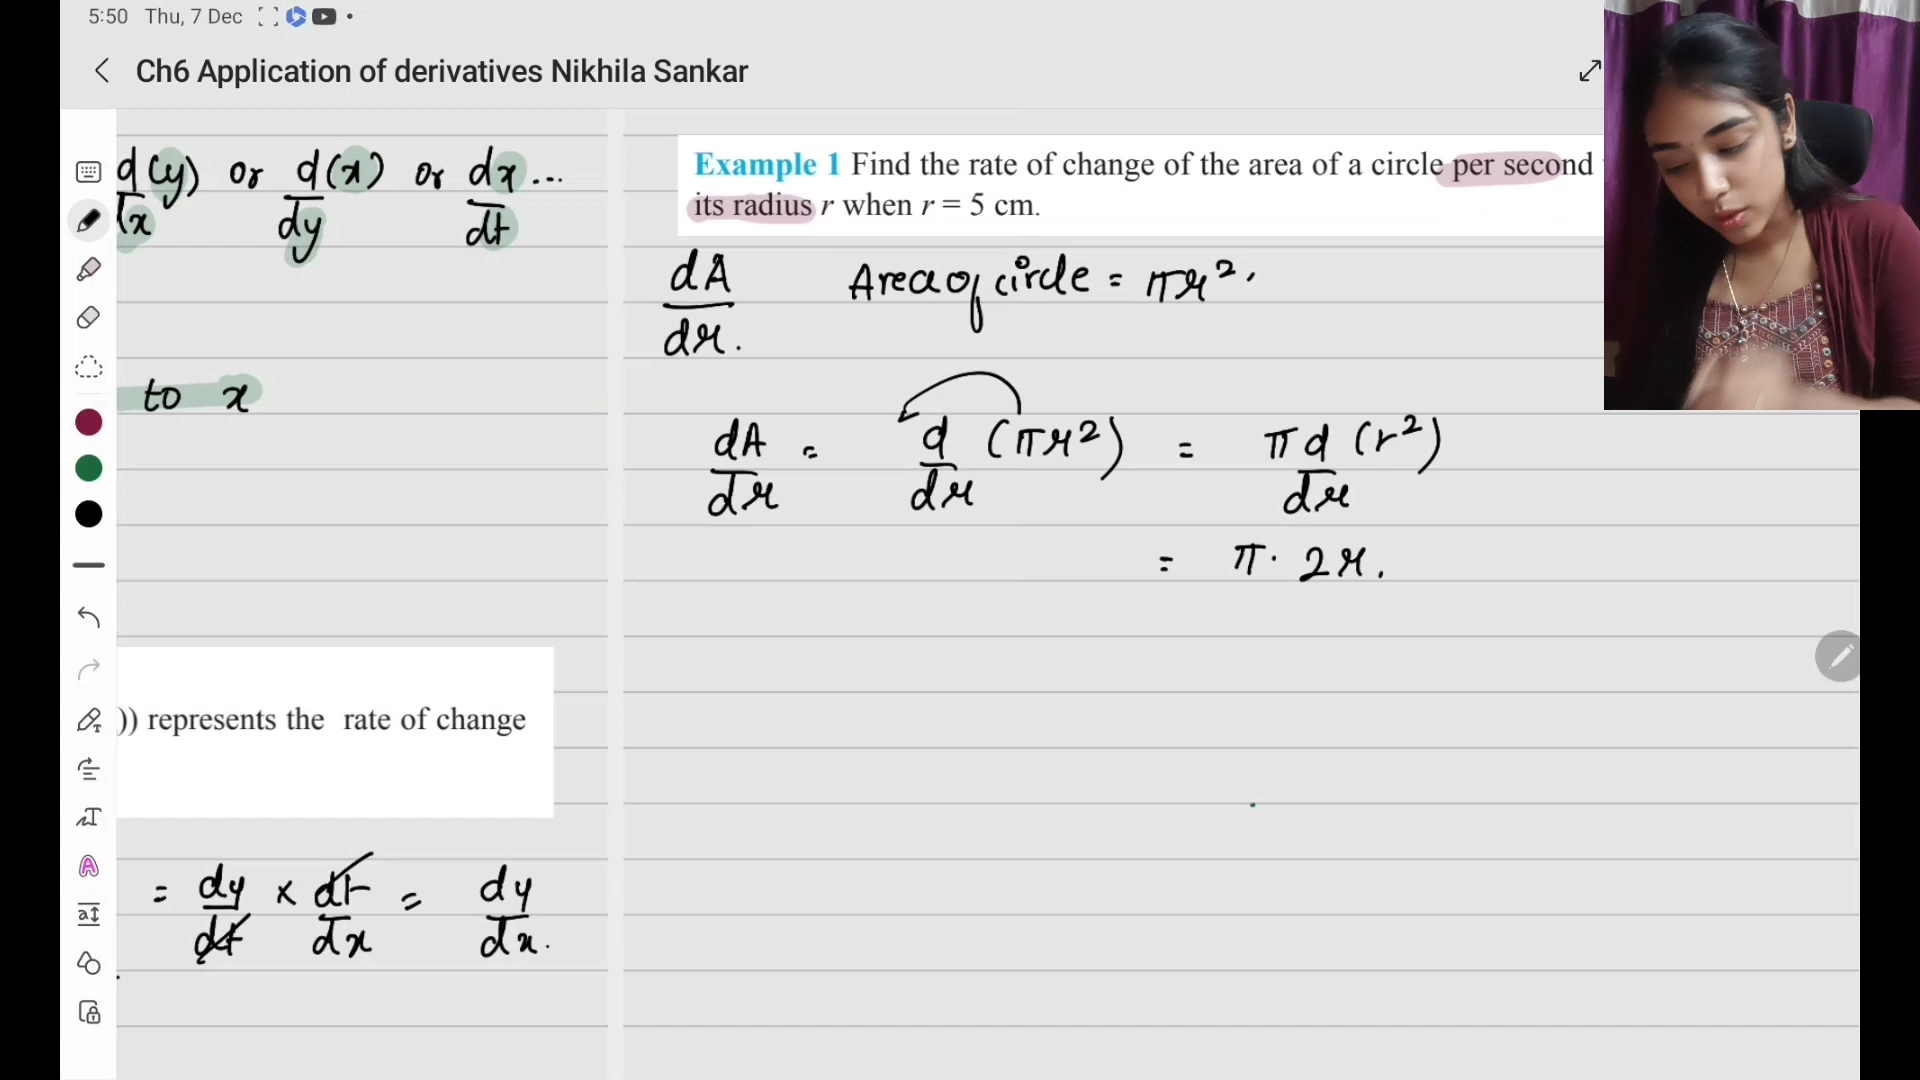 5:50 Thu, 7 Dec
Ch6 Application of derivatives Nikhila Sankar
d(y) or d(x) or dx...
dx dy dt
to x
)) represents the rate of change
= dy × dt = dy
dt dx dx.
Example 1 Find the rate of change of the area of a circle per second
its radius r when r = 5 cm.
dA Area of circle = πr².
dr.
dA = d (πr²) = πd (r²)
dr dr dr
= π. 2r.